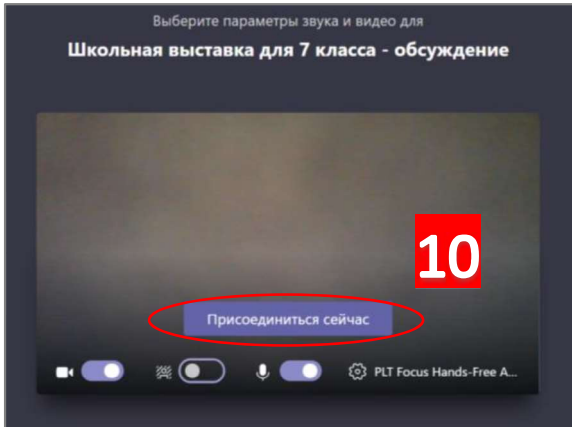 Выберите параметры звука и видео для
Школьная выставка для 7 класса - обсуждение
10
Присоединиться сейчас
PLT Focus Hands-Free A...